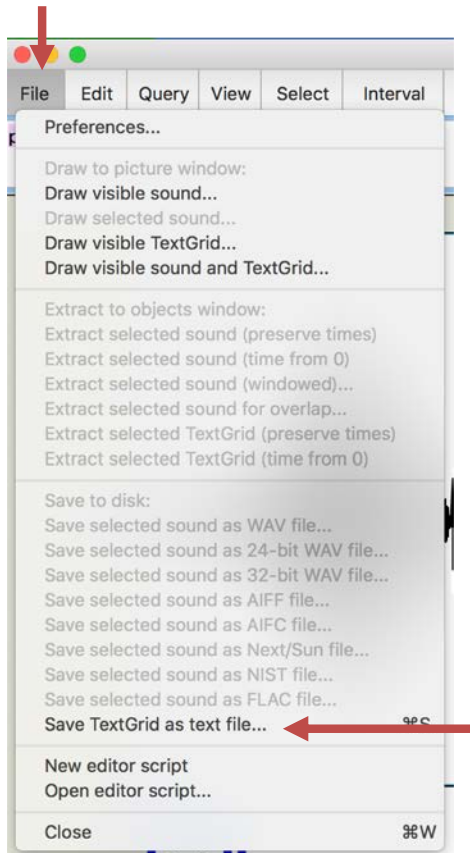 File Edit Query View Select Interval
Preferences...
Draw to picture window:
Draw visible sound...
Draw selected sound...
Draw visible TextGrid...
Draw visible sound and TextGrid...
Extract to objects window:
Extract selected sound (preserve times)
Extract selected sound (time from 0)
Extract selected sound (windowed)...
Extract selected sound for overlap...
Extract selected TextGrid (preserve times)
Extract selected TextGrid (time from 0)
Save to disk:
Save selected sound as WAV file...
Save selected sound as 24-bit WAV file...
Save selected sound as 32-bit WAV file...
Save selected sound as AIFF file...
Save selected sound as AIFC file...
Save selected sound as Next/Sun file...
Save selected sound as NIST file...
Save selected sound as FLAC file...
Save TextGrid as text file... ⌘S
New editor script
Open editor script...
Close ⌘W